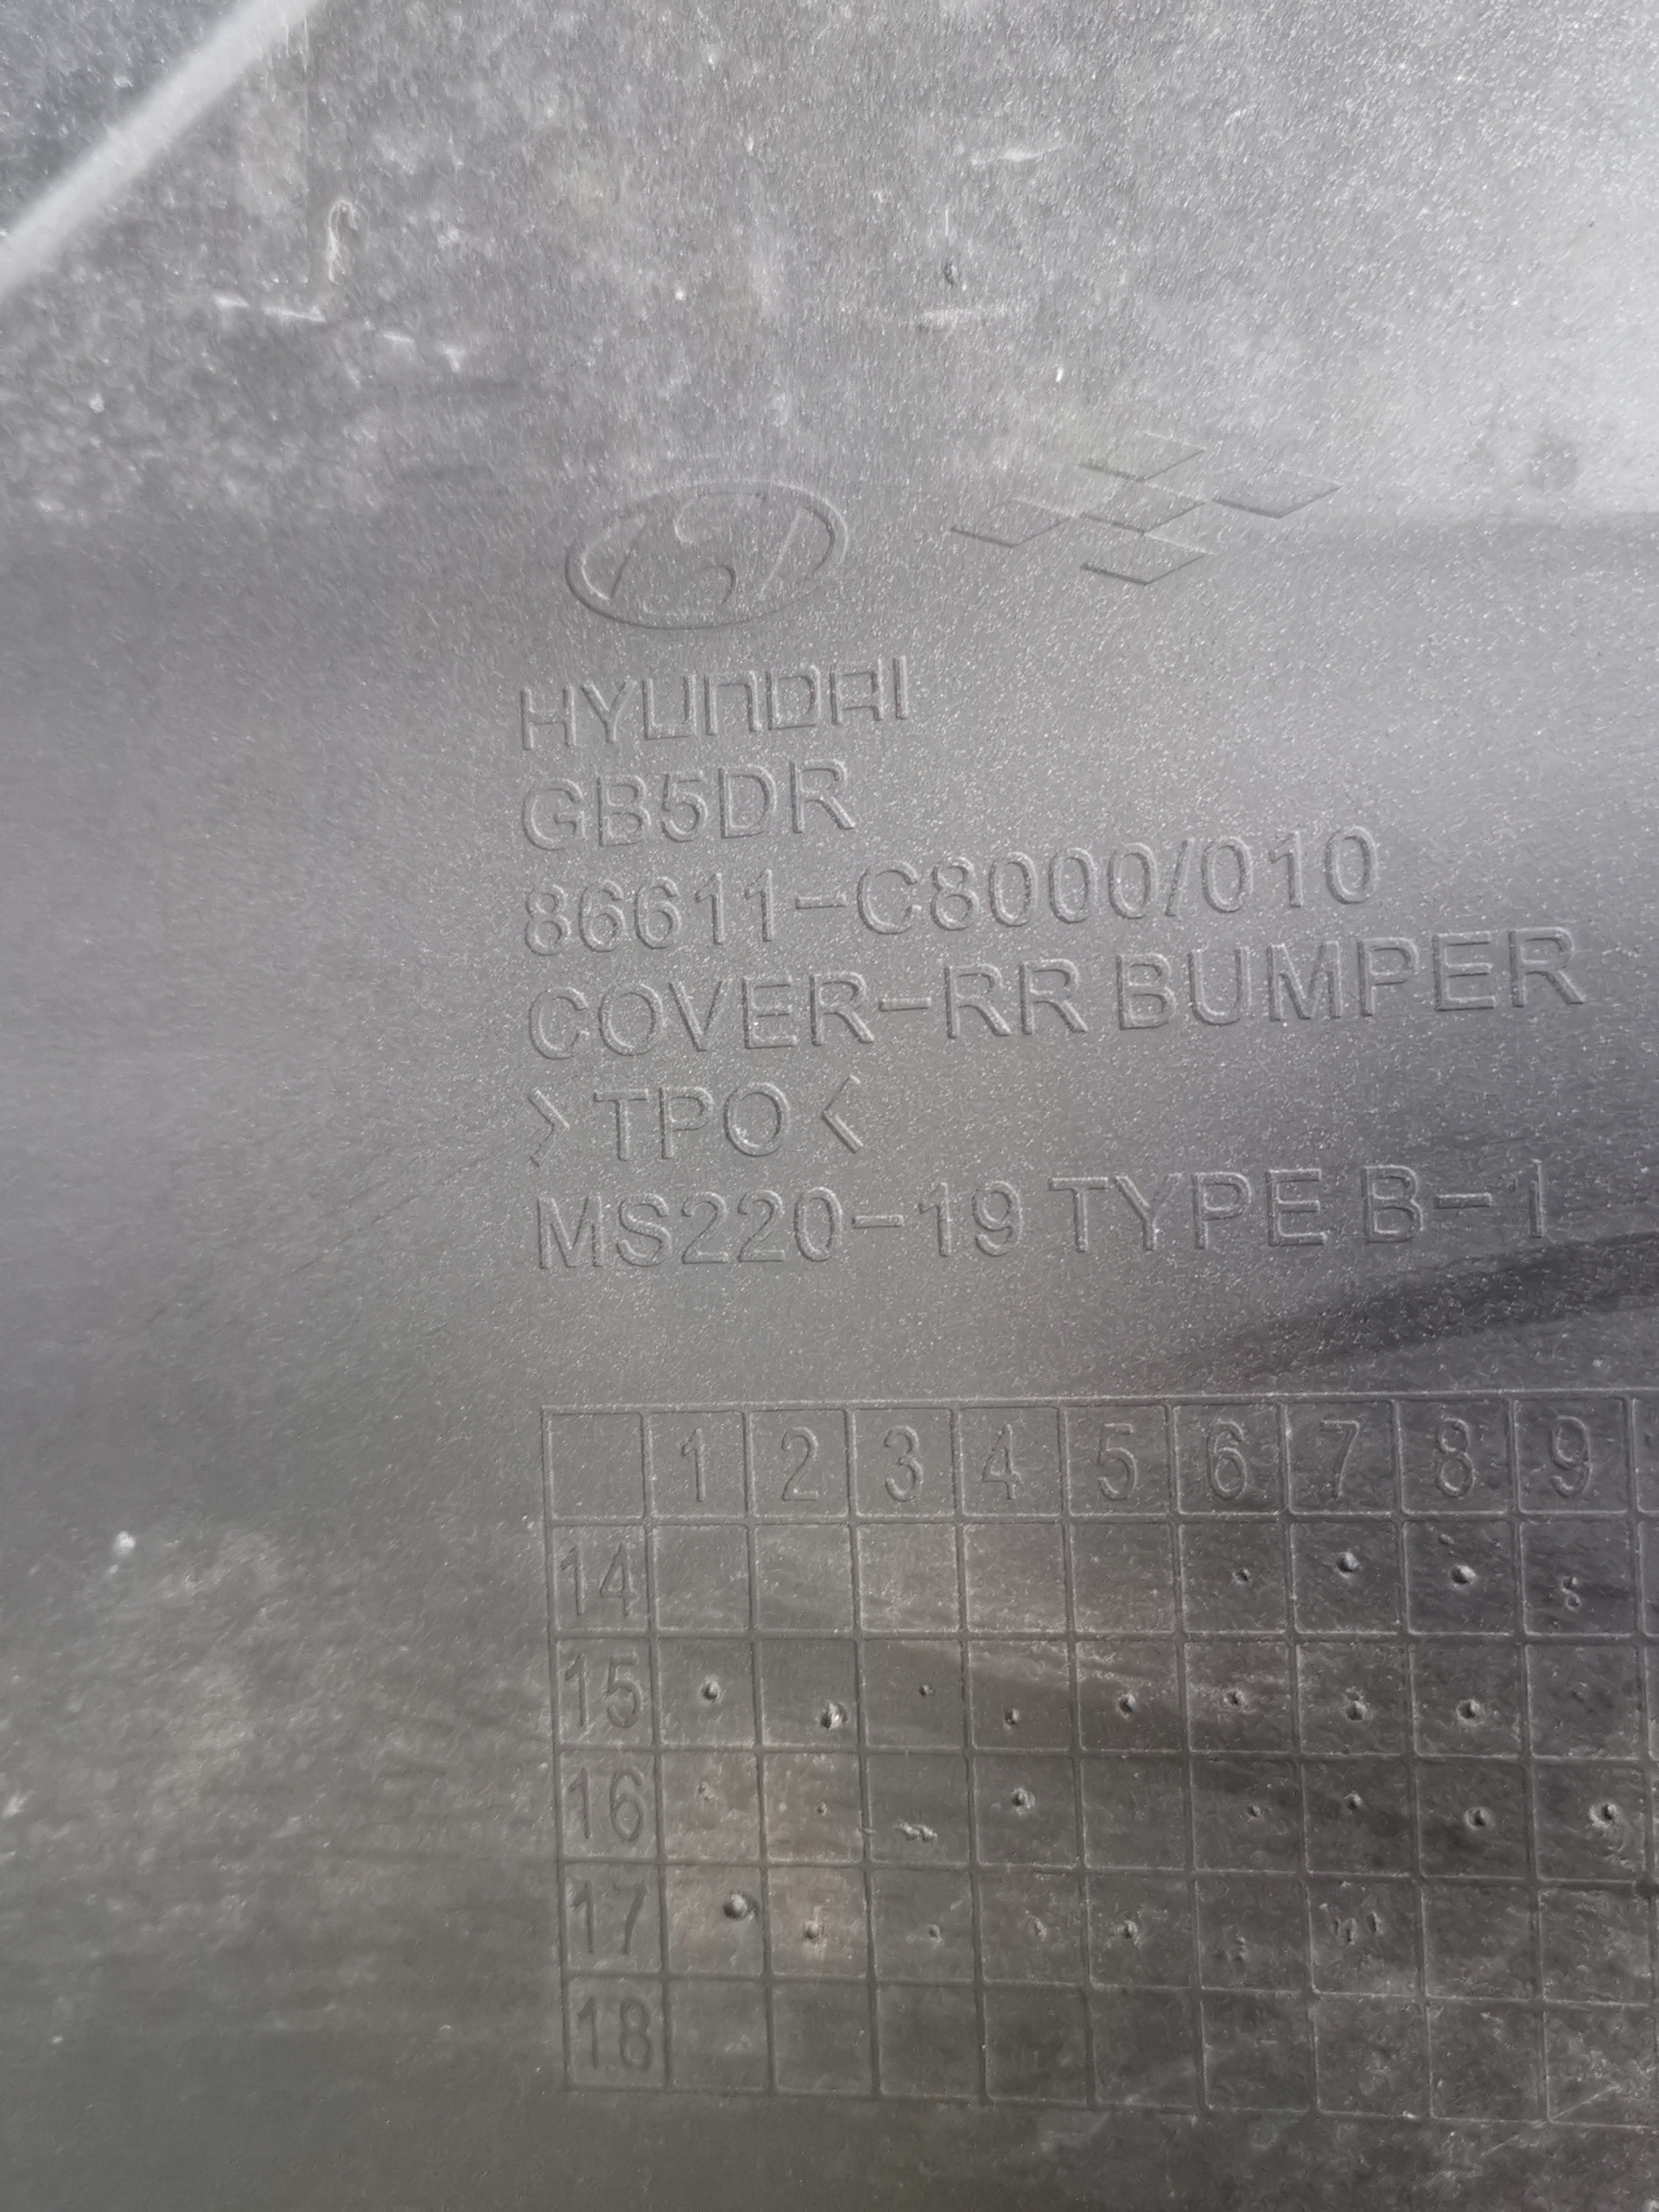 HYUNDAI
GB5DR
86611-C8000/010
COVER-RR BUMPER
>TPO<
MS220-19 TYPE B-1
1 2 3 4 5 6 7 8 9
14
15
16
17
18